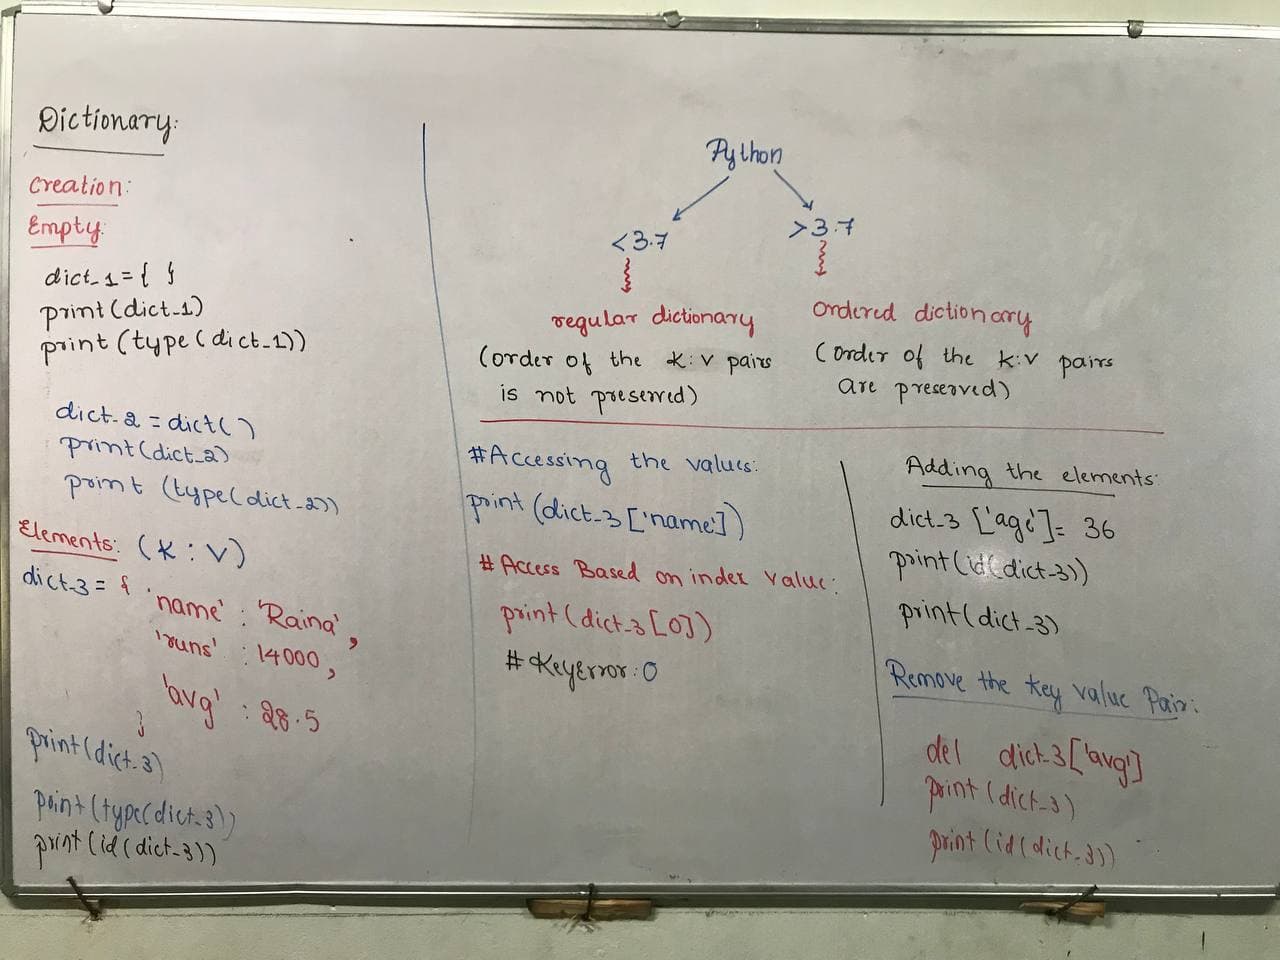 Dictionary:
Creation:
Empty:
dict_1 = { }
print(dict_1)
print(type(dict_1))
dict_2 = dict()
print(dict_2)
print (type(dict_2))
Elements: (K : V)
dict_3 = { 'name' : 'Raina',
'runs' : 14000,
'avg' : 28.5
}
print(dict_3)
print(type(dict_3))
print(id(dict_3))
Python
<3.7 >3.7
regular dictionary
(order of the K:V pairs
is not preserved)
Ordered dictionary
(order of the K:V pairs
are preserved)
#Accessing the values:
print(dict_3['name'])
# Access Based on index value:
print(dict_3[0])
# KeyError: 0
Adding the elements:
dict_3['age'] = 36
print(id(dict_3))
print(dict_3)
Remove the key value Pair:
del dict_3['avg']
print(dict_3)
print(id(dict_3))